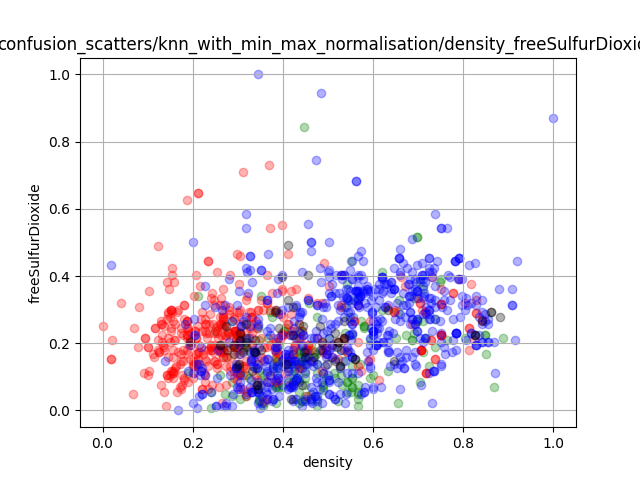 confusion_scatters/knn_with_min_max_normalisation/density_freeSulfurDioxid
freeSulfurDioxide
1.0
0.8
0.6
0.4
0.2
0.0
0.0 0.2 0.4 0.6 0.8 1.0
density